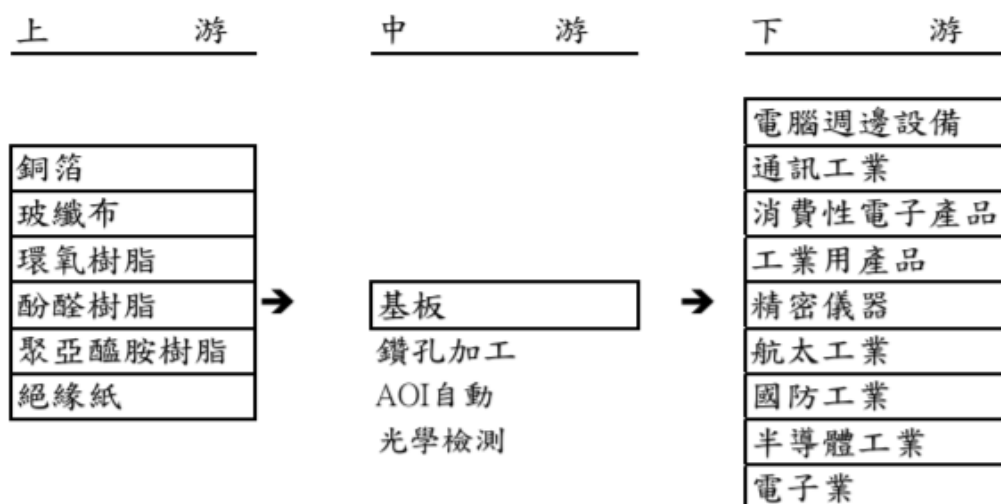 上 游
銅箔
玻纖布
環氧樹脂
酚醛樹脂
聚亞醯胺樹脂
絕緣紙
中 游
基板
鑽孔加工
AOI自動
光學檢測
下 游
電腦週邊設備
通訊工業
消費性電子產品
工業用產品
精密儀器
航太工業
國防工業
半導體工業
電子業